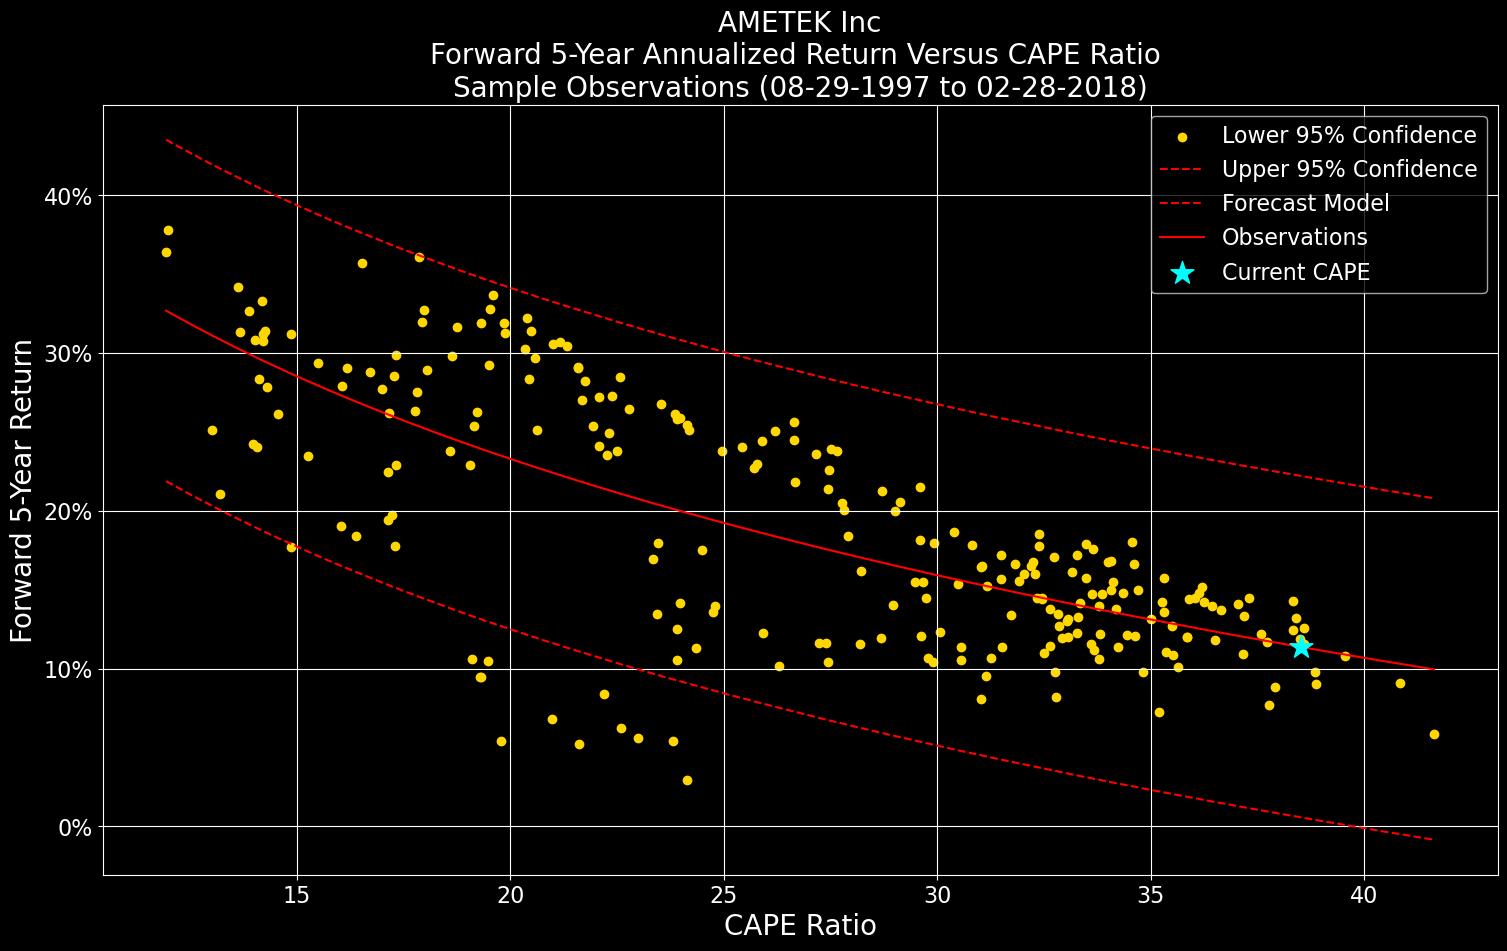 AMETEK Inc
Forward 5-Year Annualized Return Versus CAPE Ratio
Sample Observations (08-29-1997 to 02-28-2018)
Lower 95% Confidence
Upper 95% Confidence
Forecast Model
Observations
Current CAPE
Forward 5-Year Return
40%
30%
20%
10%
0%
15 20 25 30 35 40
CAPE Ratio